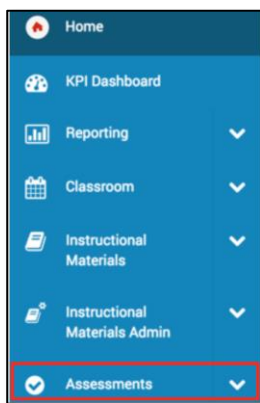 Home
KPI Dashboard
Reporting
Classroom
Instructional
Materials
Instructional
Materials Admin
Assessments